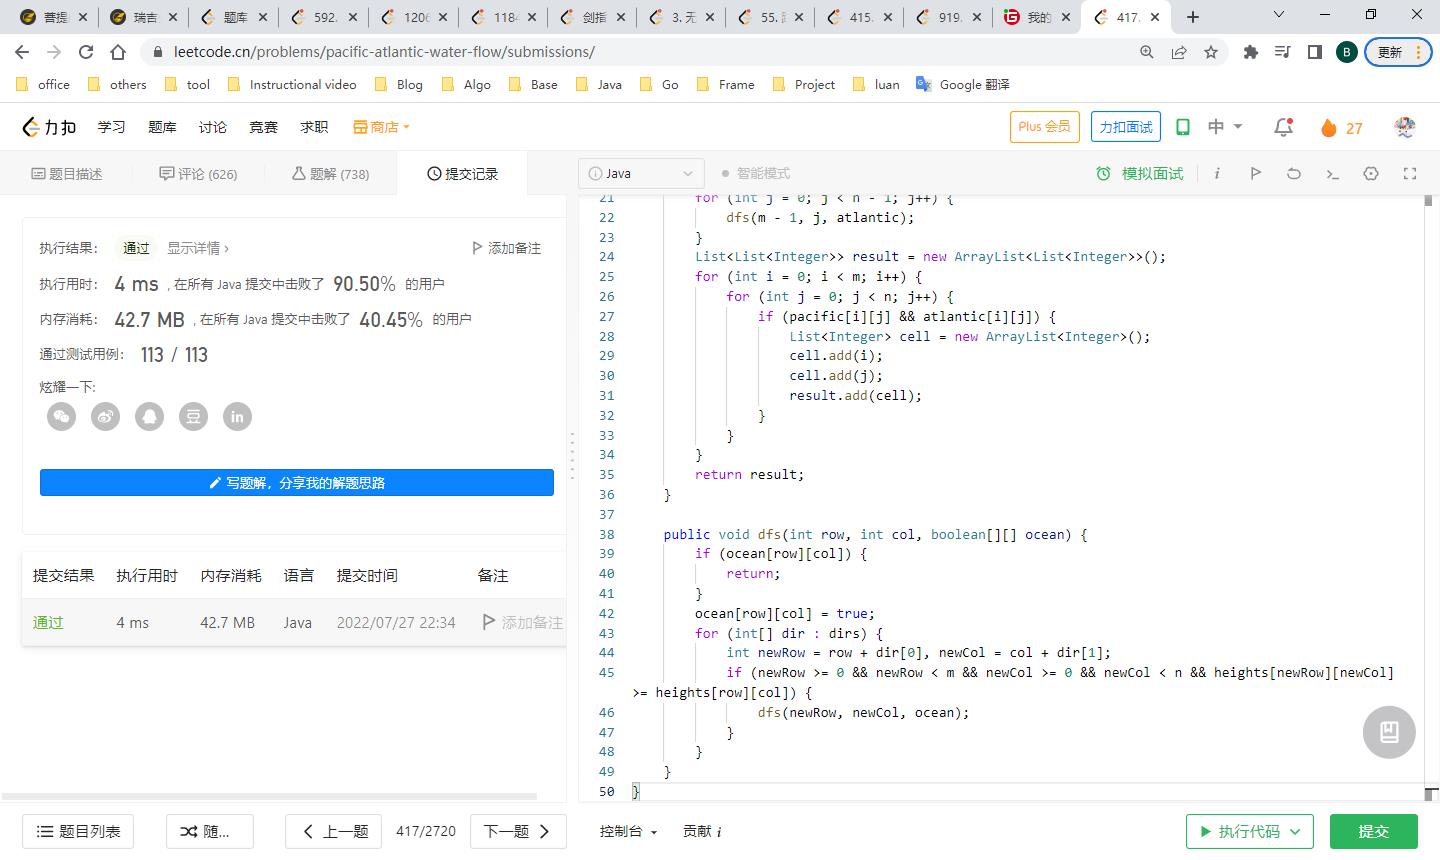 菩提
瑞吉
题库
592.
1206
1184
剑指
3. 无
55. 跳
415.
919.
我的
417.
leetcode.cn/problems/pacific-atlantic-water-flow/submissions/
B
更新
office
others
tool
Instructional video
Blog
Algo
Base
Java
Go
Frame
Project
luan
Google 翻译
力扣
学习
题库
讨论
竞赛
求职
商店
Plus 会员
力扣面试
中
27
题目描述
评论 (626)
题解 (738)
提交记录
i Java
智能模式
模拟面试
i
执行结果：
通过
显示详情 ›
添加备注
执行用时：
4 ms
, 在所有 Java 提交中击败了
90.50%
的用户
内存消耗：
42.7 MB
, 在所有 Java 提交中击败了
40.45%
的用户
通过测试用例：
113 / 113
炫耀一下:
豆
in
写题解，分享我的解题思路
提交结果
执行用时
内存消耗
语言
提交时间
备注
通过
4 ms
42.7 MB
Java
2022/07/27 22:34
添加备注
21 for (int j = 0; j < n - 1; j++) {
22 dfs(m - 1, j, atlantic);
23 }
24 List<List<Integer>> result = new ArrayList<List<Integer>>();
25 for (int i = 0; i < m; i++) {
26 for (int j = 0; j < n; j++) {
27 if (pacific[i][j] && atlantic[i][j]) {
28 List<Integer> cell = new ArrayList<Integer>();
29 cell.add(i);
30 cell.add(j);
31 result.add(cell);
32 }
33 }
34 }
35 return result;
36 }
37
38 public void dfs(int row, int col, boolean[][] ocean) {
39 if (ocean[row][col]) {
40 return;
41 }
42 ocean[row][col] = true;
43 for (int[] dir : dirs) {
44 int newRow = row + dir[0], newCol = col + dir[1];
45 if (newRow >= 0 && newRow < m && newCol >= 0 && newCol < n && heights[newRow][newCol]
>= heights[row][col]) {
46 dfs(newRow, newCol, ocean);
47 }
48 }
49 }
50 }
题目列表
随...
上一题
417/2720
下一题
控制台
贡献 i
执行代码
提交